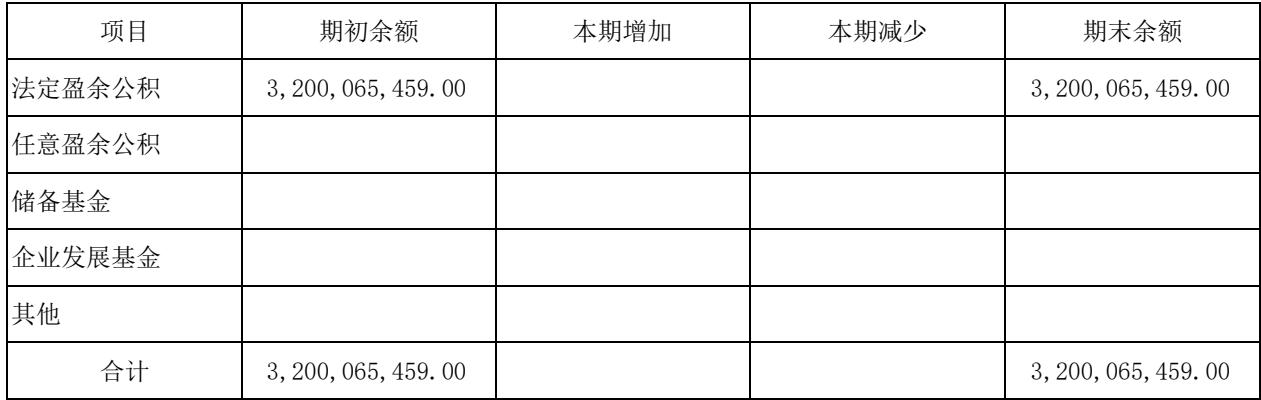 项目 期初余额 本期增加 本期减少 期末余额
法定盈余公积 3,200,065,459.00 3,200,065,459.00
任意盈余公积
储备基金
企业发展基金
其他
合计 3,200,065,459.00 3,200,065,459.00